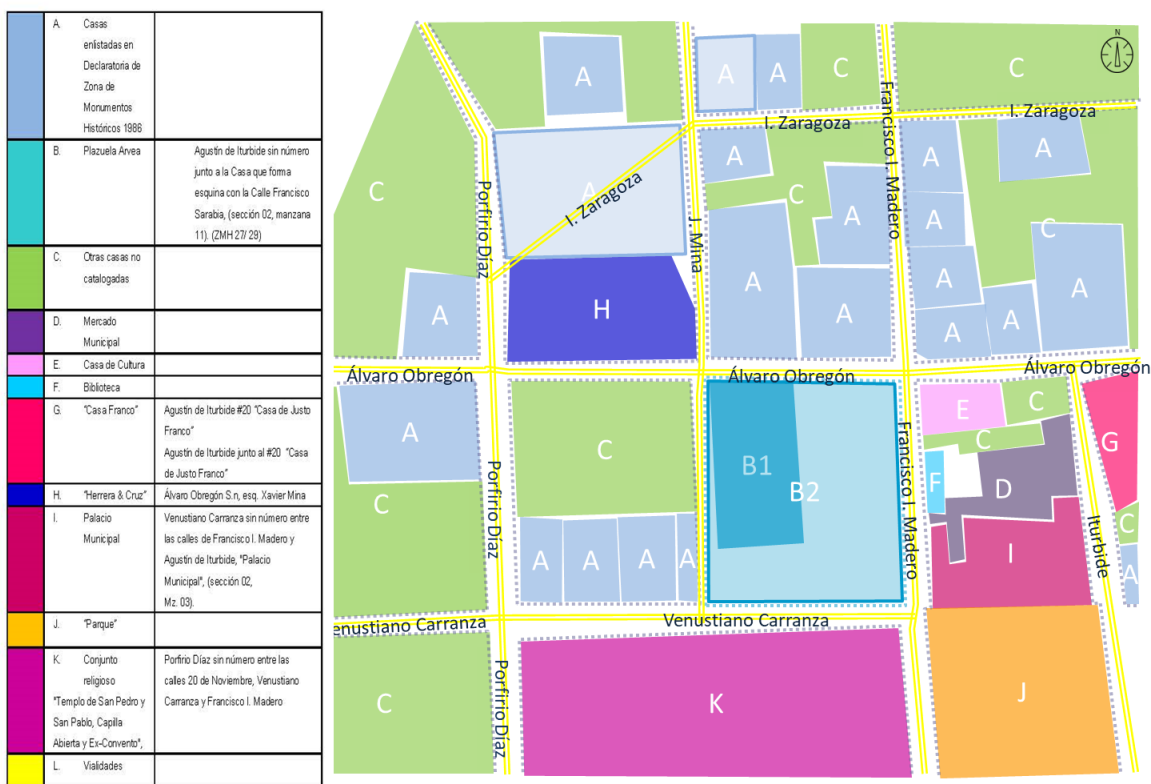 A. Casas
enlistadas en
Declaratoria de
Zona de
Monumentos
Históricos 1986
B. Plazuela Arvea
Agustín de Iturbide sin número
junto a la Casa que forma
esquina con la Calle Francisco
Sarabia, (sección 02, manzana
11). (ZMH 27/ 29)
C. Otras casas no
catalogadas
D. Mercado
Municipal
E. Casa de Cultura
F. Biblioteca
G. "Casa Franco"
Agustín de Iturbide #20 "Casa de Justo
Franco"
Agustín de Iturbide junto al #20 "Casa
de Justo Franco"
H. "Herrera & Cruz"
Álvaro Obregón S.n, esq. Xavier Mina
I. Palacio
Municipal
Venustiano Carranza sin número entre
las calles de Francisco I. Madero y
Agustín de Iturbide, "Palacio
Municipal", (sección 02,
Mz. 03).
J. "Parque"
K. Conjunto
religioso
"Templo de San Pedro y
San Pablo, Capilla
Abierta y Ex-Convento",
Porfirio Díaz sin número entre las
calles 20 de Noviembre, Venustiano
Carranza y Francisco I. Madero
L. Vialidades
N
A
A
A
C
C
I. Zaragoza
I. Zaragoza
Francisco I. Madero
C
A
I. Zaragoza
Porfirio Díaz
J. Mina
A
C
A
A
A
A
A
C
A
H
A
A
A
A
A
Álvaro Obregón
Álvaro Obregón
Álvaro Obregón
A
C
B1
B2
Francisco I. Madero
E
C
C
G
C
Porfirio Díaz
F
D
A
A
A
A
I
Iturbide
C
A
enustiano Carranza
Venustiano Carranza
C
Porfirio Díaz
K
J